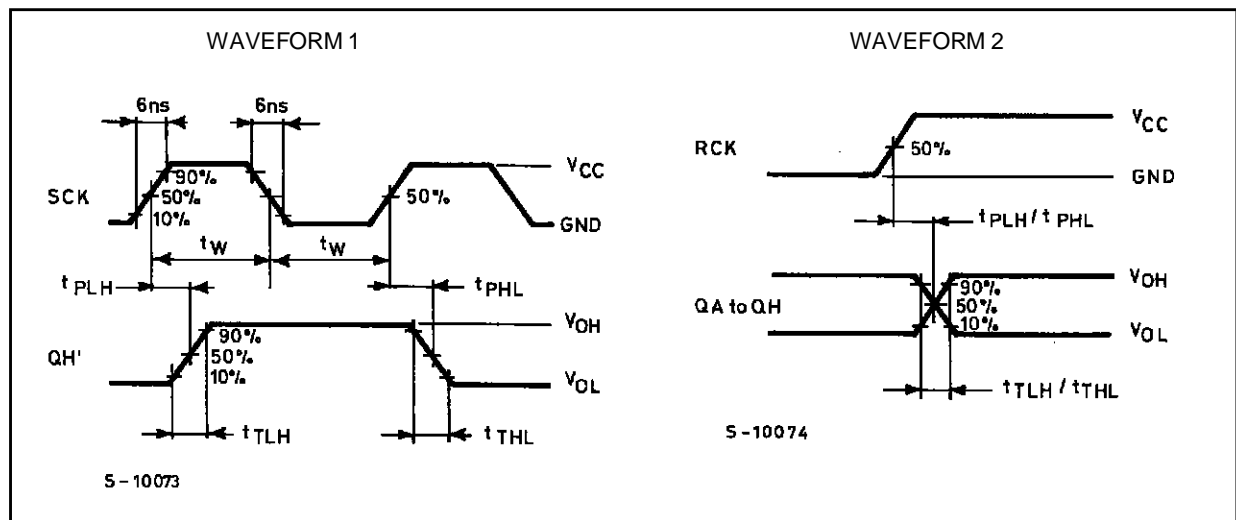 WAVEFORM 1
6ns 6ns
SCK
90%
50%
10%
50%
VCC
GND
tW tW
tPLH
tPHL
QH'
90%
50%
10%
VOH
VOL
tTLH
tTHL
S-10073
WAVEFORM 2
RCK
50%
VCC
GND
tPLH/tPHL
QA to QH
90%
50%
10%
VOH
VOL
tTLH/tTHL
S-10074